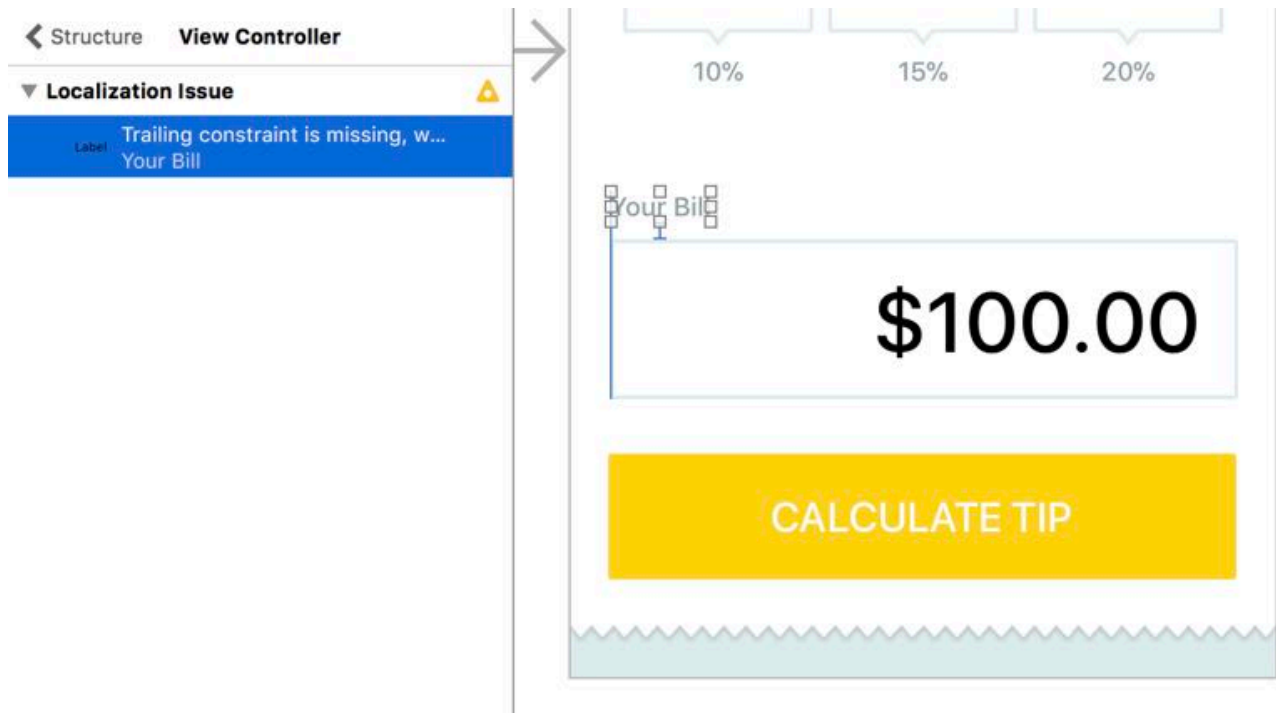 Structure View Controller
Localization Issue
Label
Trailing constraint is missing, w...
Your Bill
10% 15% 20%
Your Bill
$100.00
CALCULATE TIP